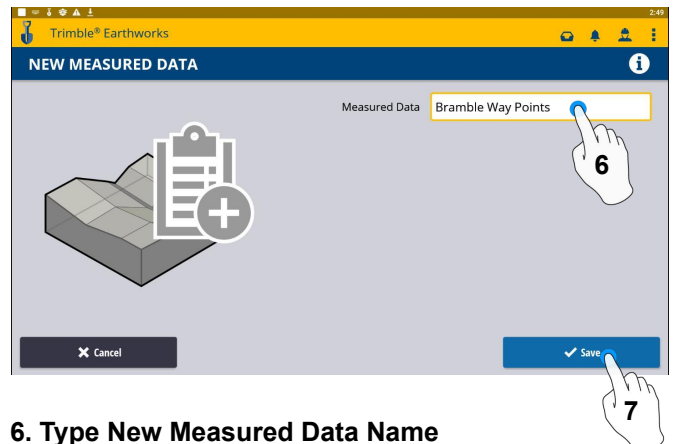 2:49
Trimble® Earthworks
NEW MEASURED DATA
Measured Data Bramble Way Points
6
Cancel
Save
7
6. Type New Measured Data Name